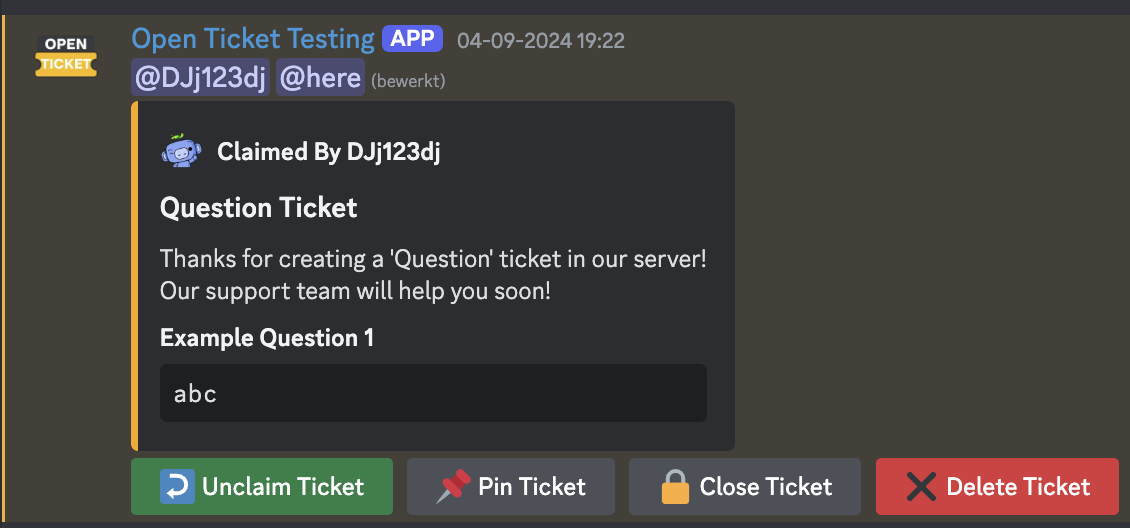 OPEN
TICKET
Open Ticket Testing APP 04-09-2024 19:22
@DJj123dj @here (bewerkt)
Claimed By DJj123dj
Question Ticket
Thanks for creating a 'Question' ticket in our server!
Our support team will help you soon!
Example Question 1
abc
Unclaim Ticket Pin Ticket Close Ticket Delete Ticket